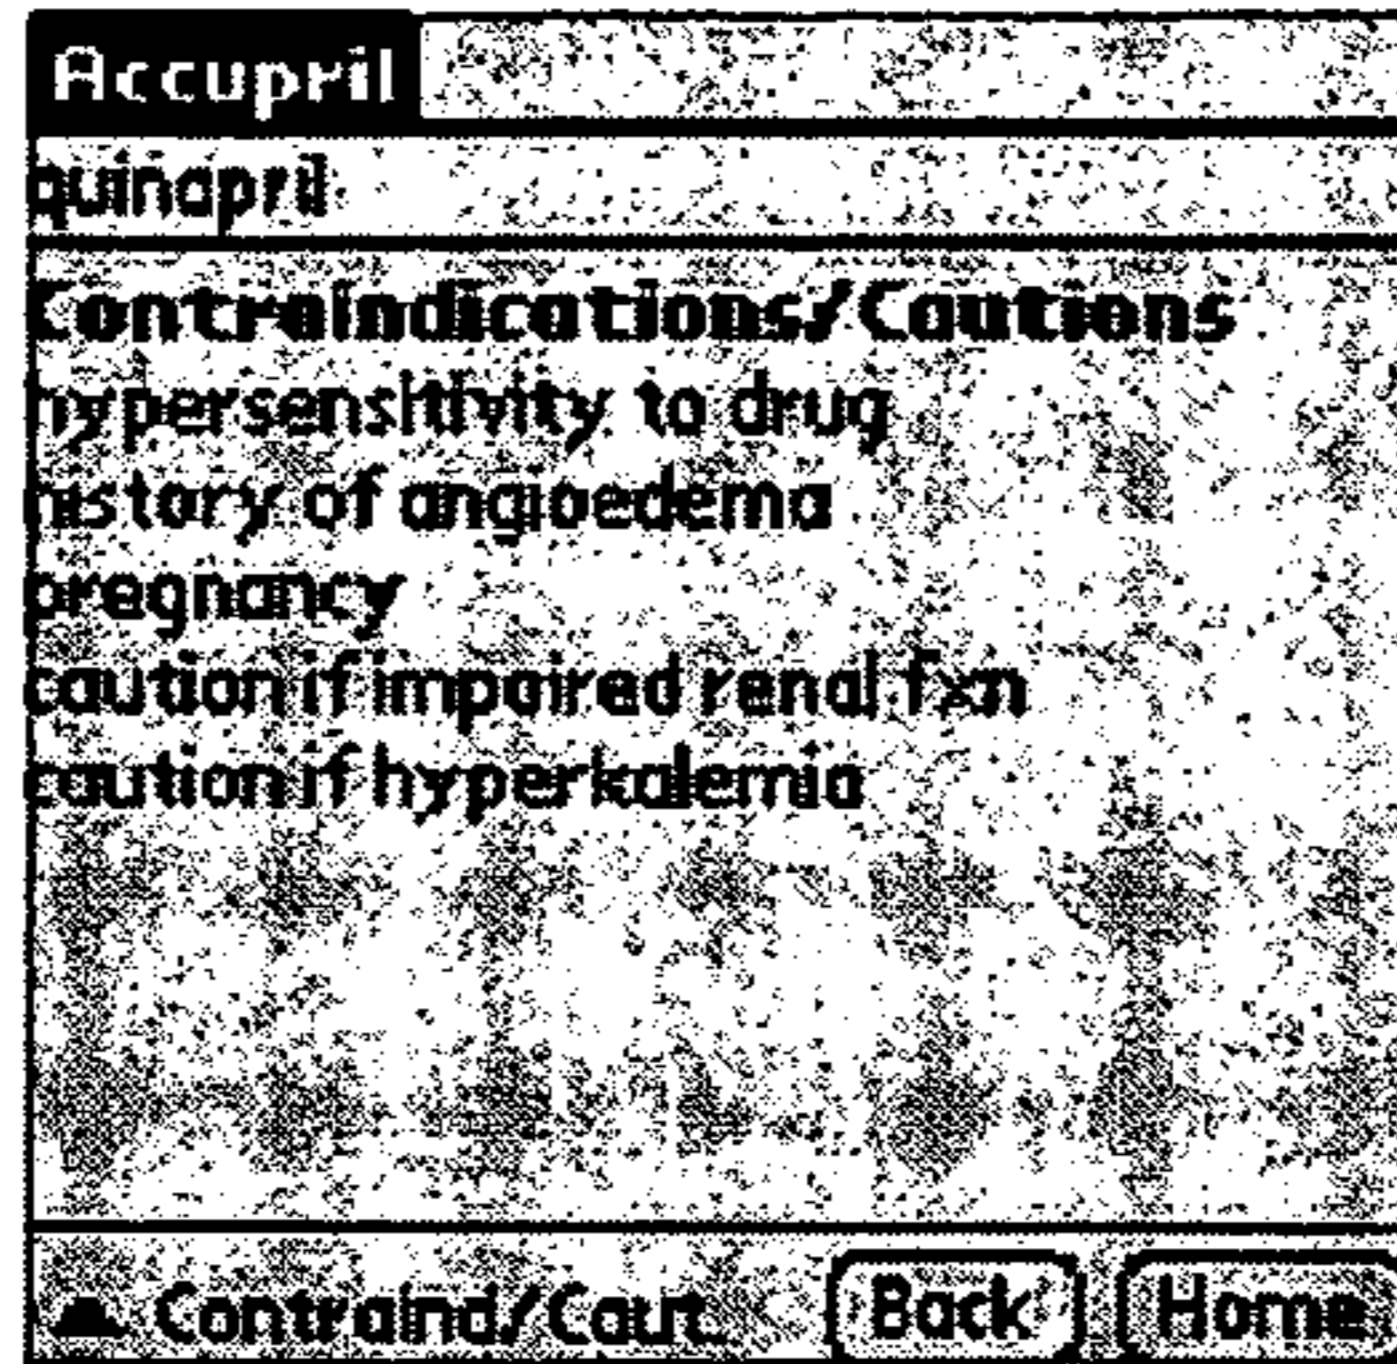 Accupril
quinapril
Contraindications/Cautions
hypersensitivity to drug
history of angioedema
pregnancy
caution if impaired renal fxn
caution if hyperkalemia
Contraind/Caut. Back Home